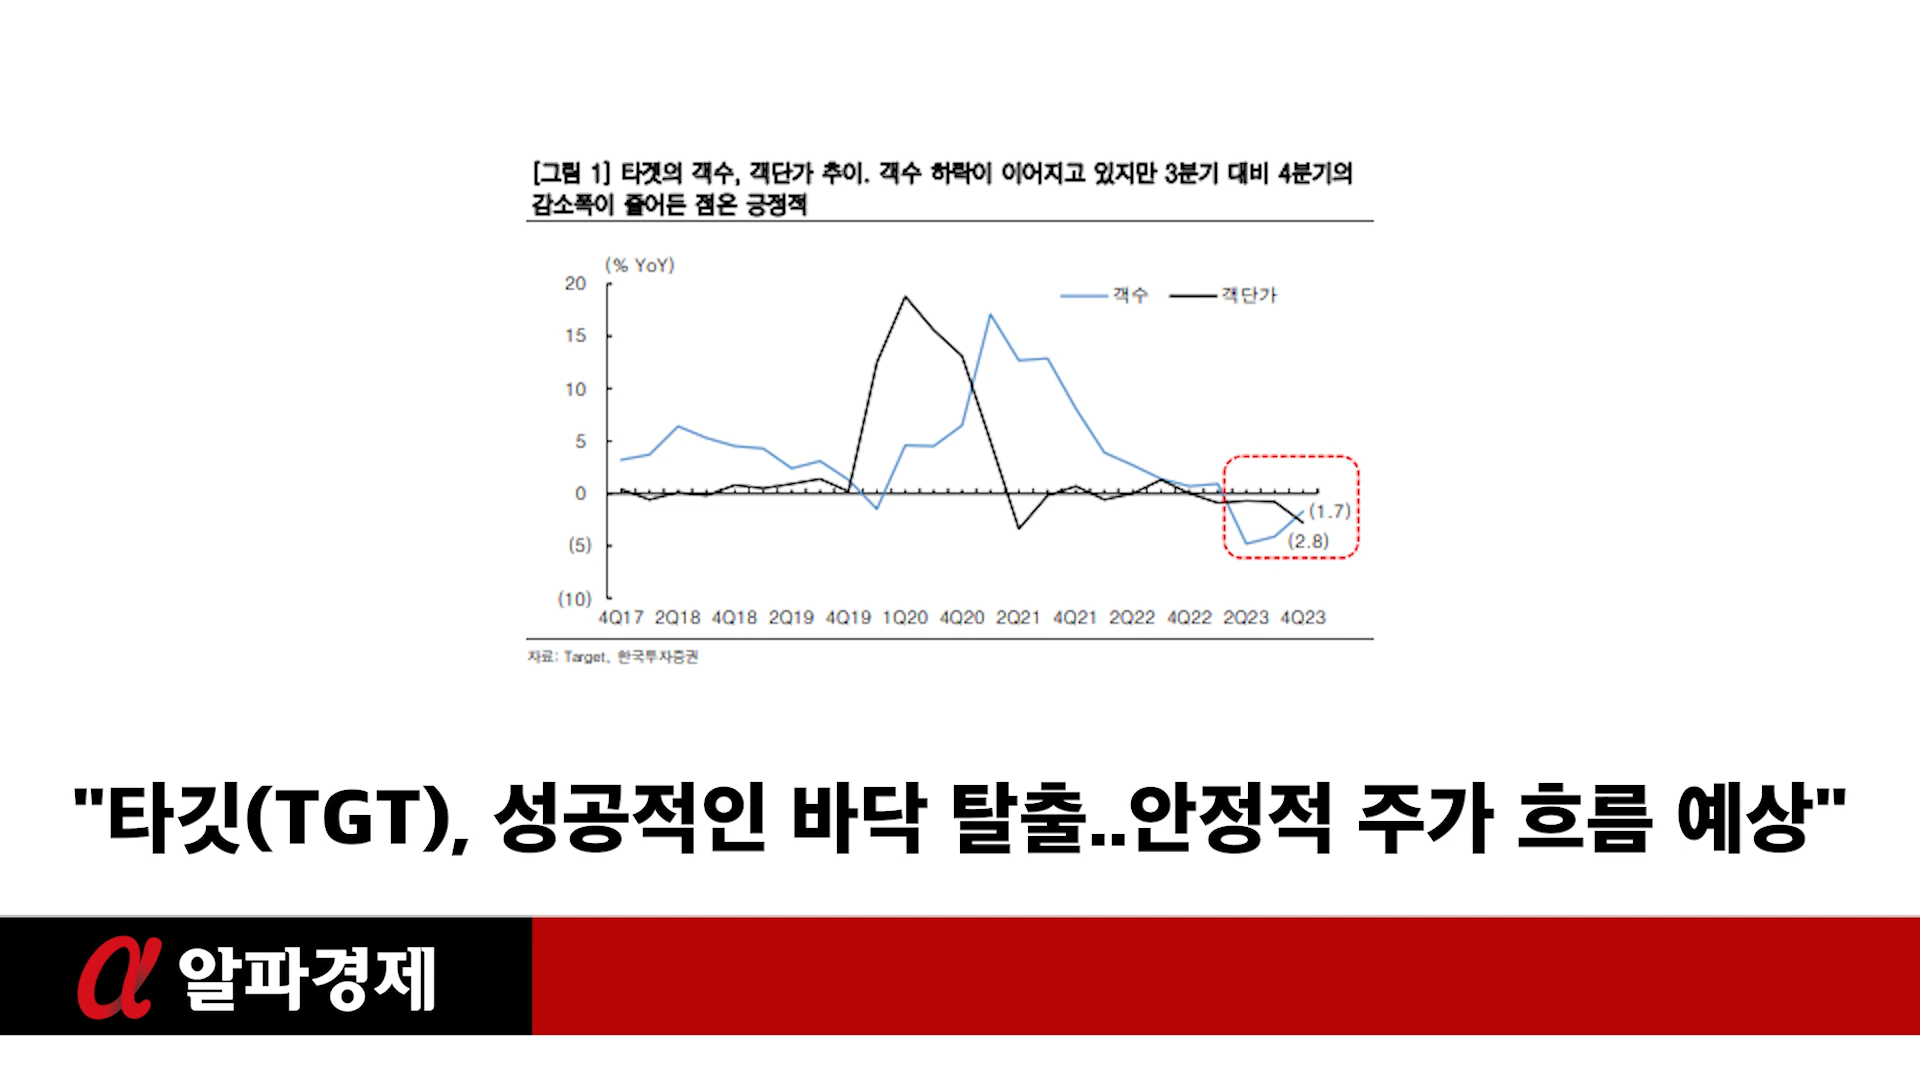 [그림 1] 타겟의 객수, 객단가 추이. 객수 하락이 이어지고 있지만 3분기 대비 4분기의
감소폭이 줄어든 점은 긍정적
(% YoY)
객수 객단가
20
15
10
5
0
(5)
(10)
(1.7)
(2.8)
4Q17 2Q18 4Q18 2Q19 4Q19 1Q20 4Q20 2Q21 4Q21 2Q22 4Q22 2Q23 4Q23
자료: Target, 한국투자증권
"타깃(TGT), 성공적인 바닥 탈출..안정적 주가 흐름 예상"
알파경제